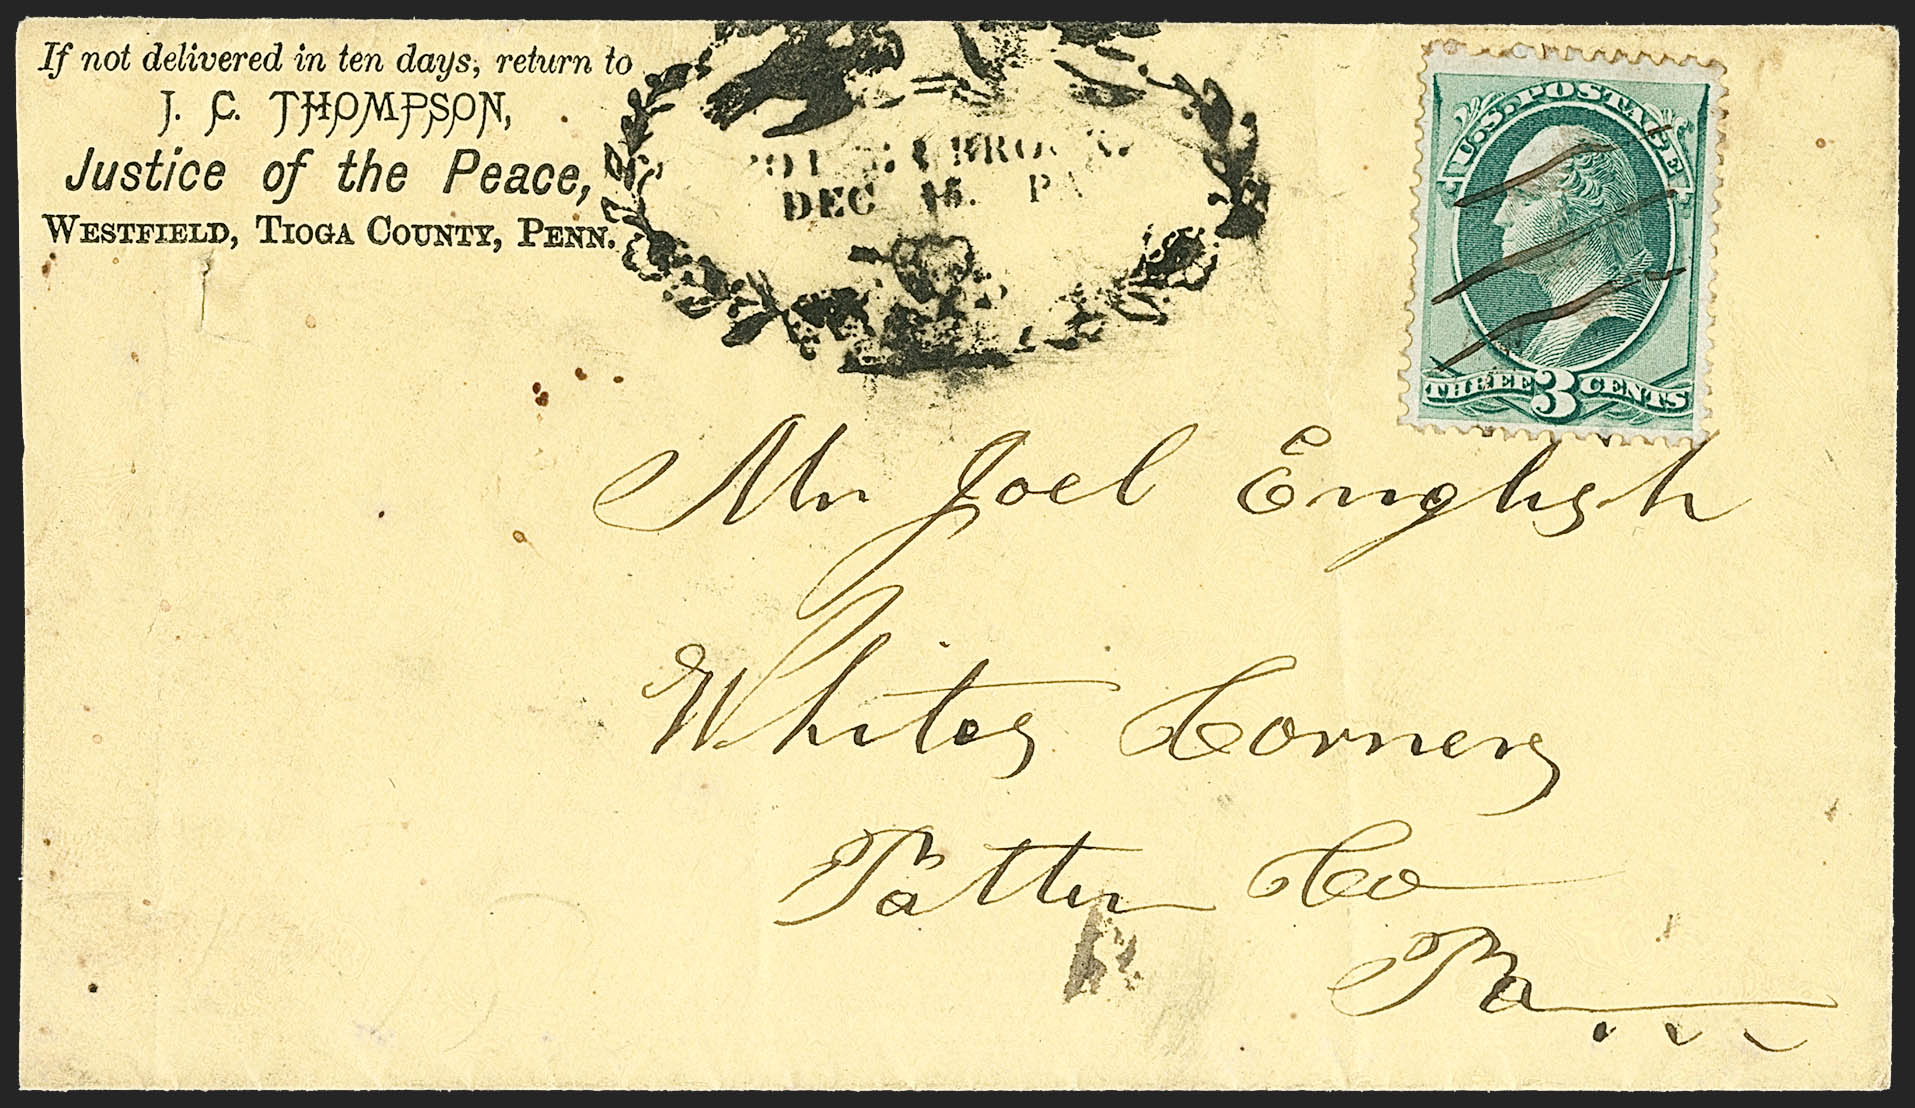 If not delivered in ten days, return to
J. C. THOMPSON,
Justice of the Peace,
WESTFIELD, TIOGA COUNTY, PENN.
DEC 15. PA
U.S. POSTAGE
THREE 3 CENTS
Mr Joel English
Whites Corners
Potter Co
Pa